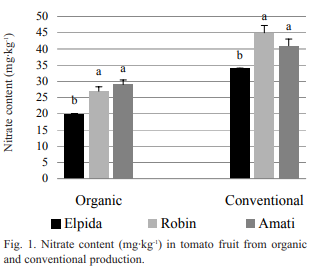 Nitrate content (mg·kg⁻¹)
50
45
40
35
30
25
20
15
10
5
0
b
a
a
b
a
a
Organic
Conventional
Elpida
Robin
Amati
Fig. 1. Nitrate content (mg·kg⁻¹) in tomato fruit from organic
and conventional production.